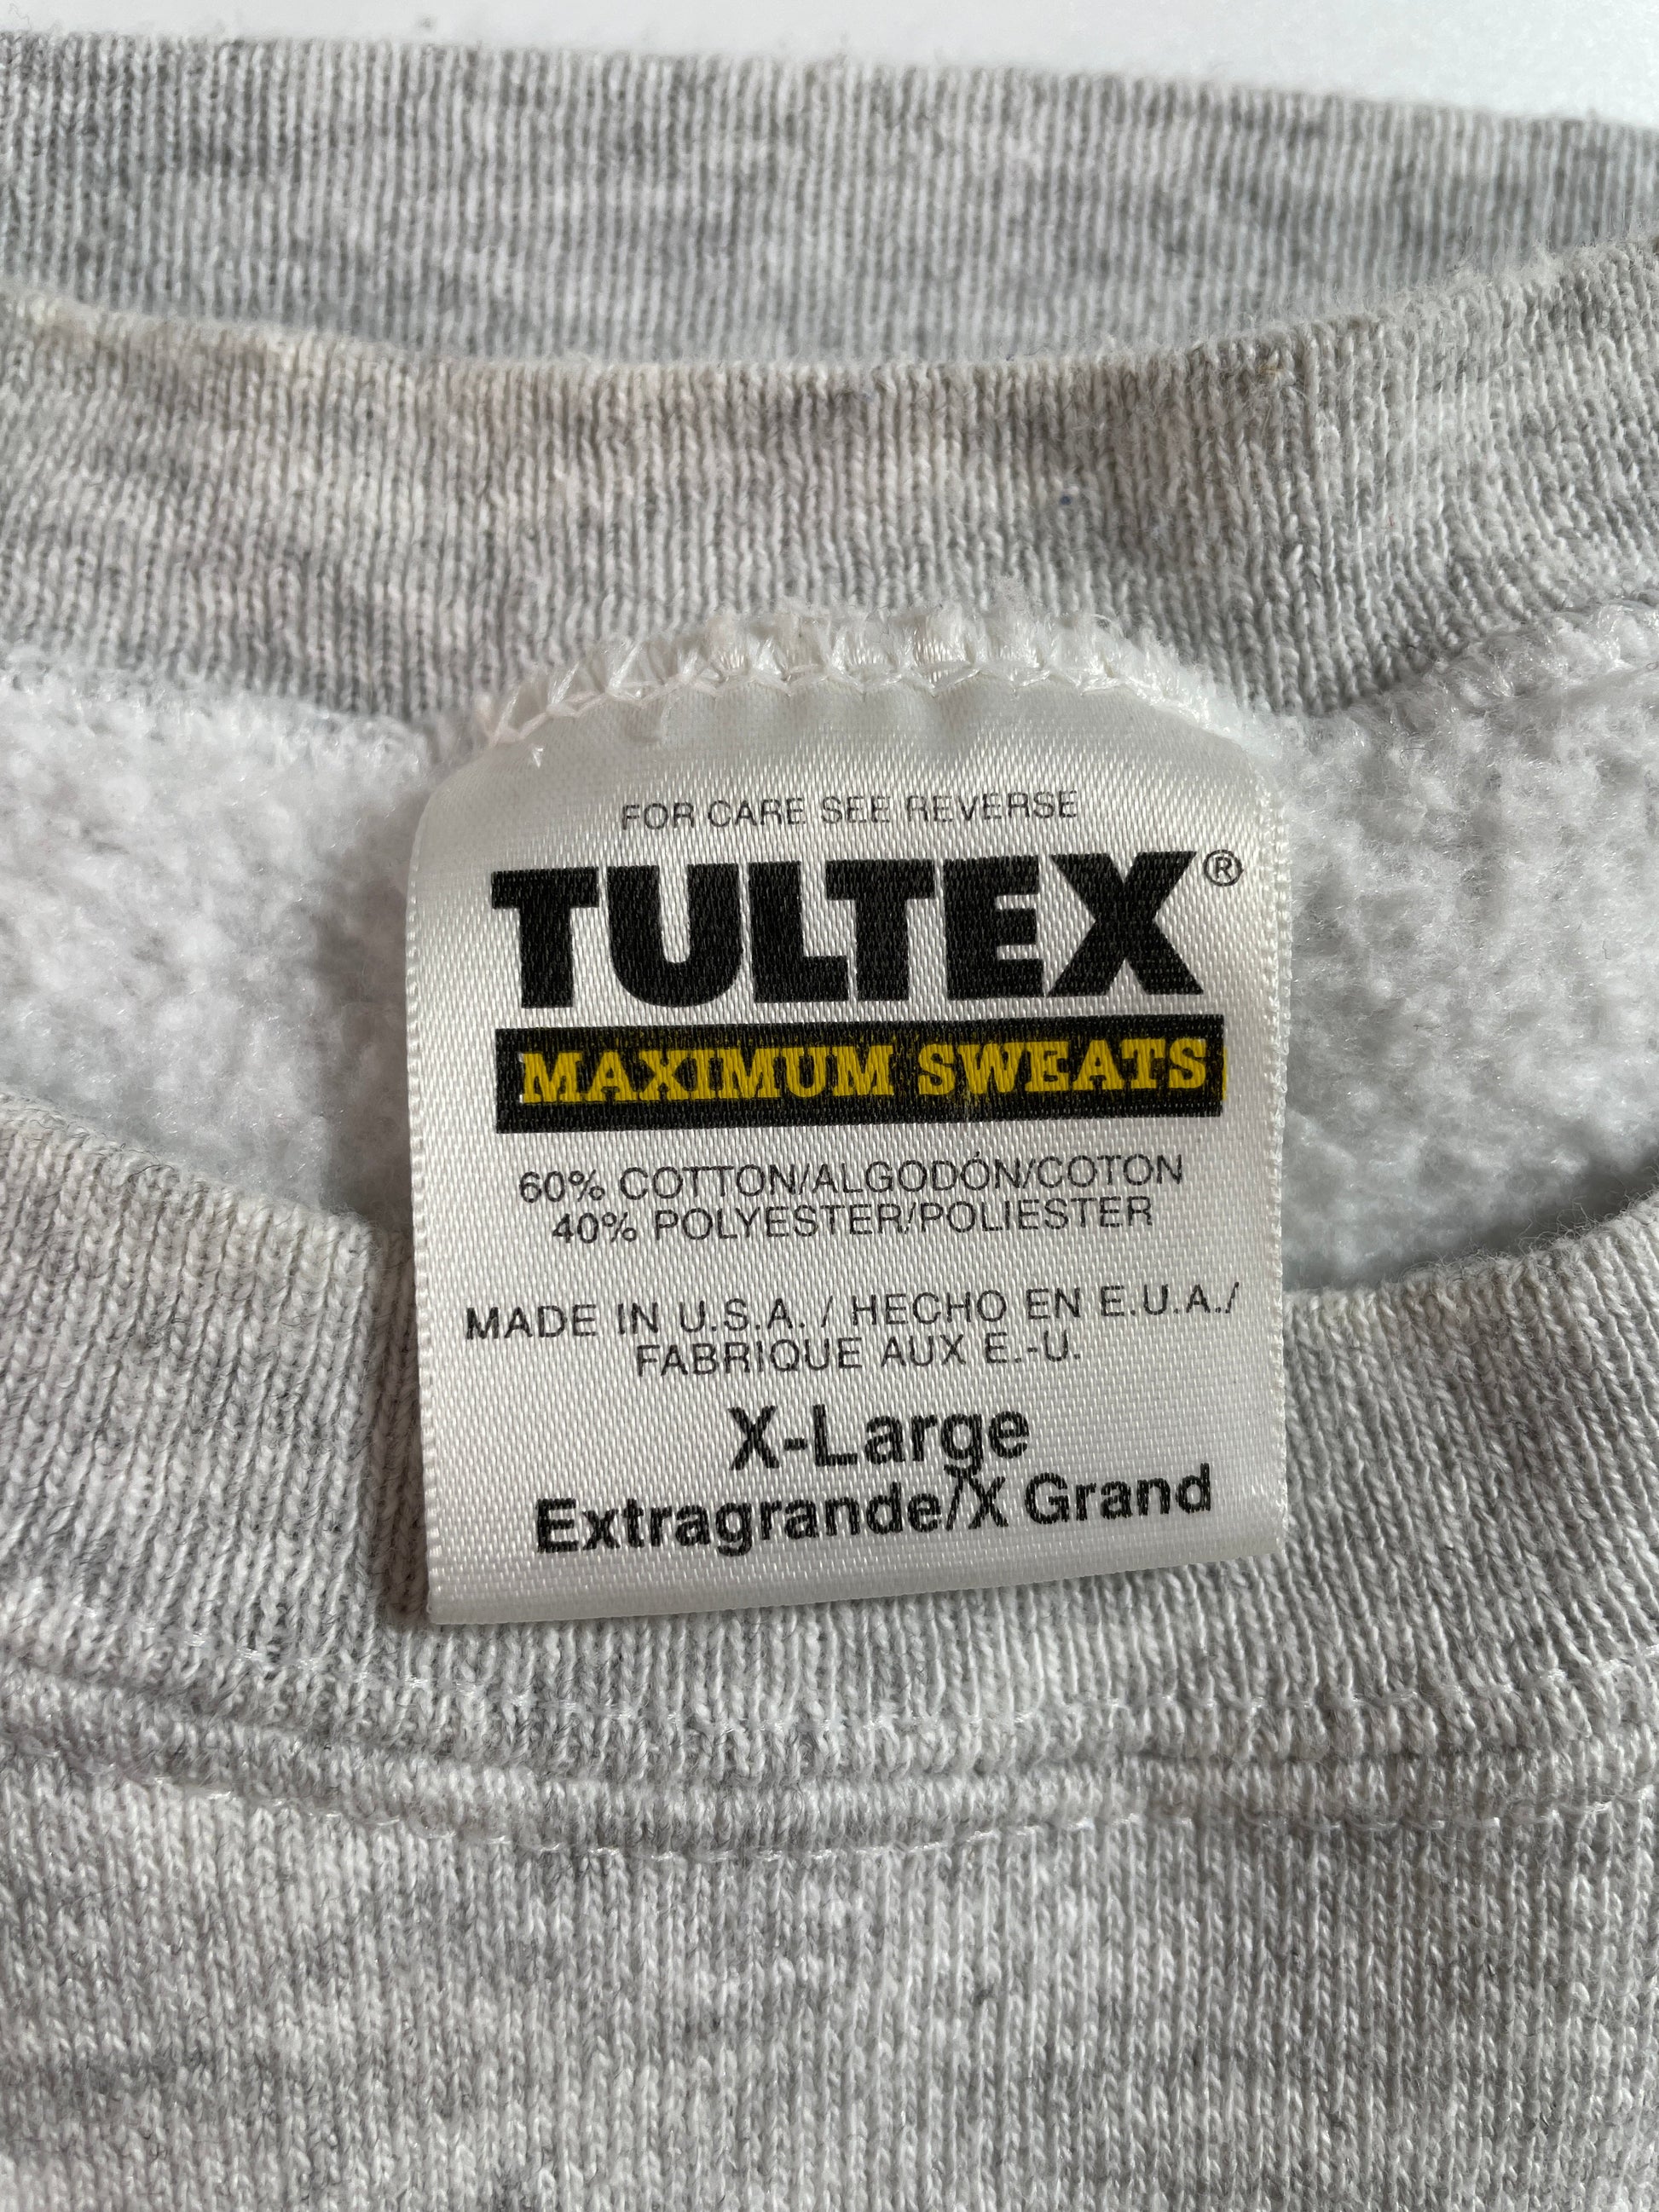 FOR CARE SEE REVERSE
TULTEX®
MAXIMUM SWEATS
60% COTTON/ALGODÓN/COTON
40% POLYESTER/POLIESTER
MADE IN U.S.A. / HECHO EN E.U.A./
FABRIQUE AUX E.-U.
X-Large
Extragrande/X Grand